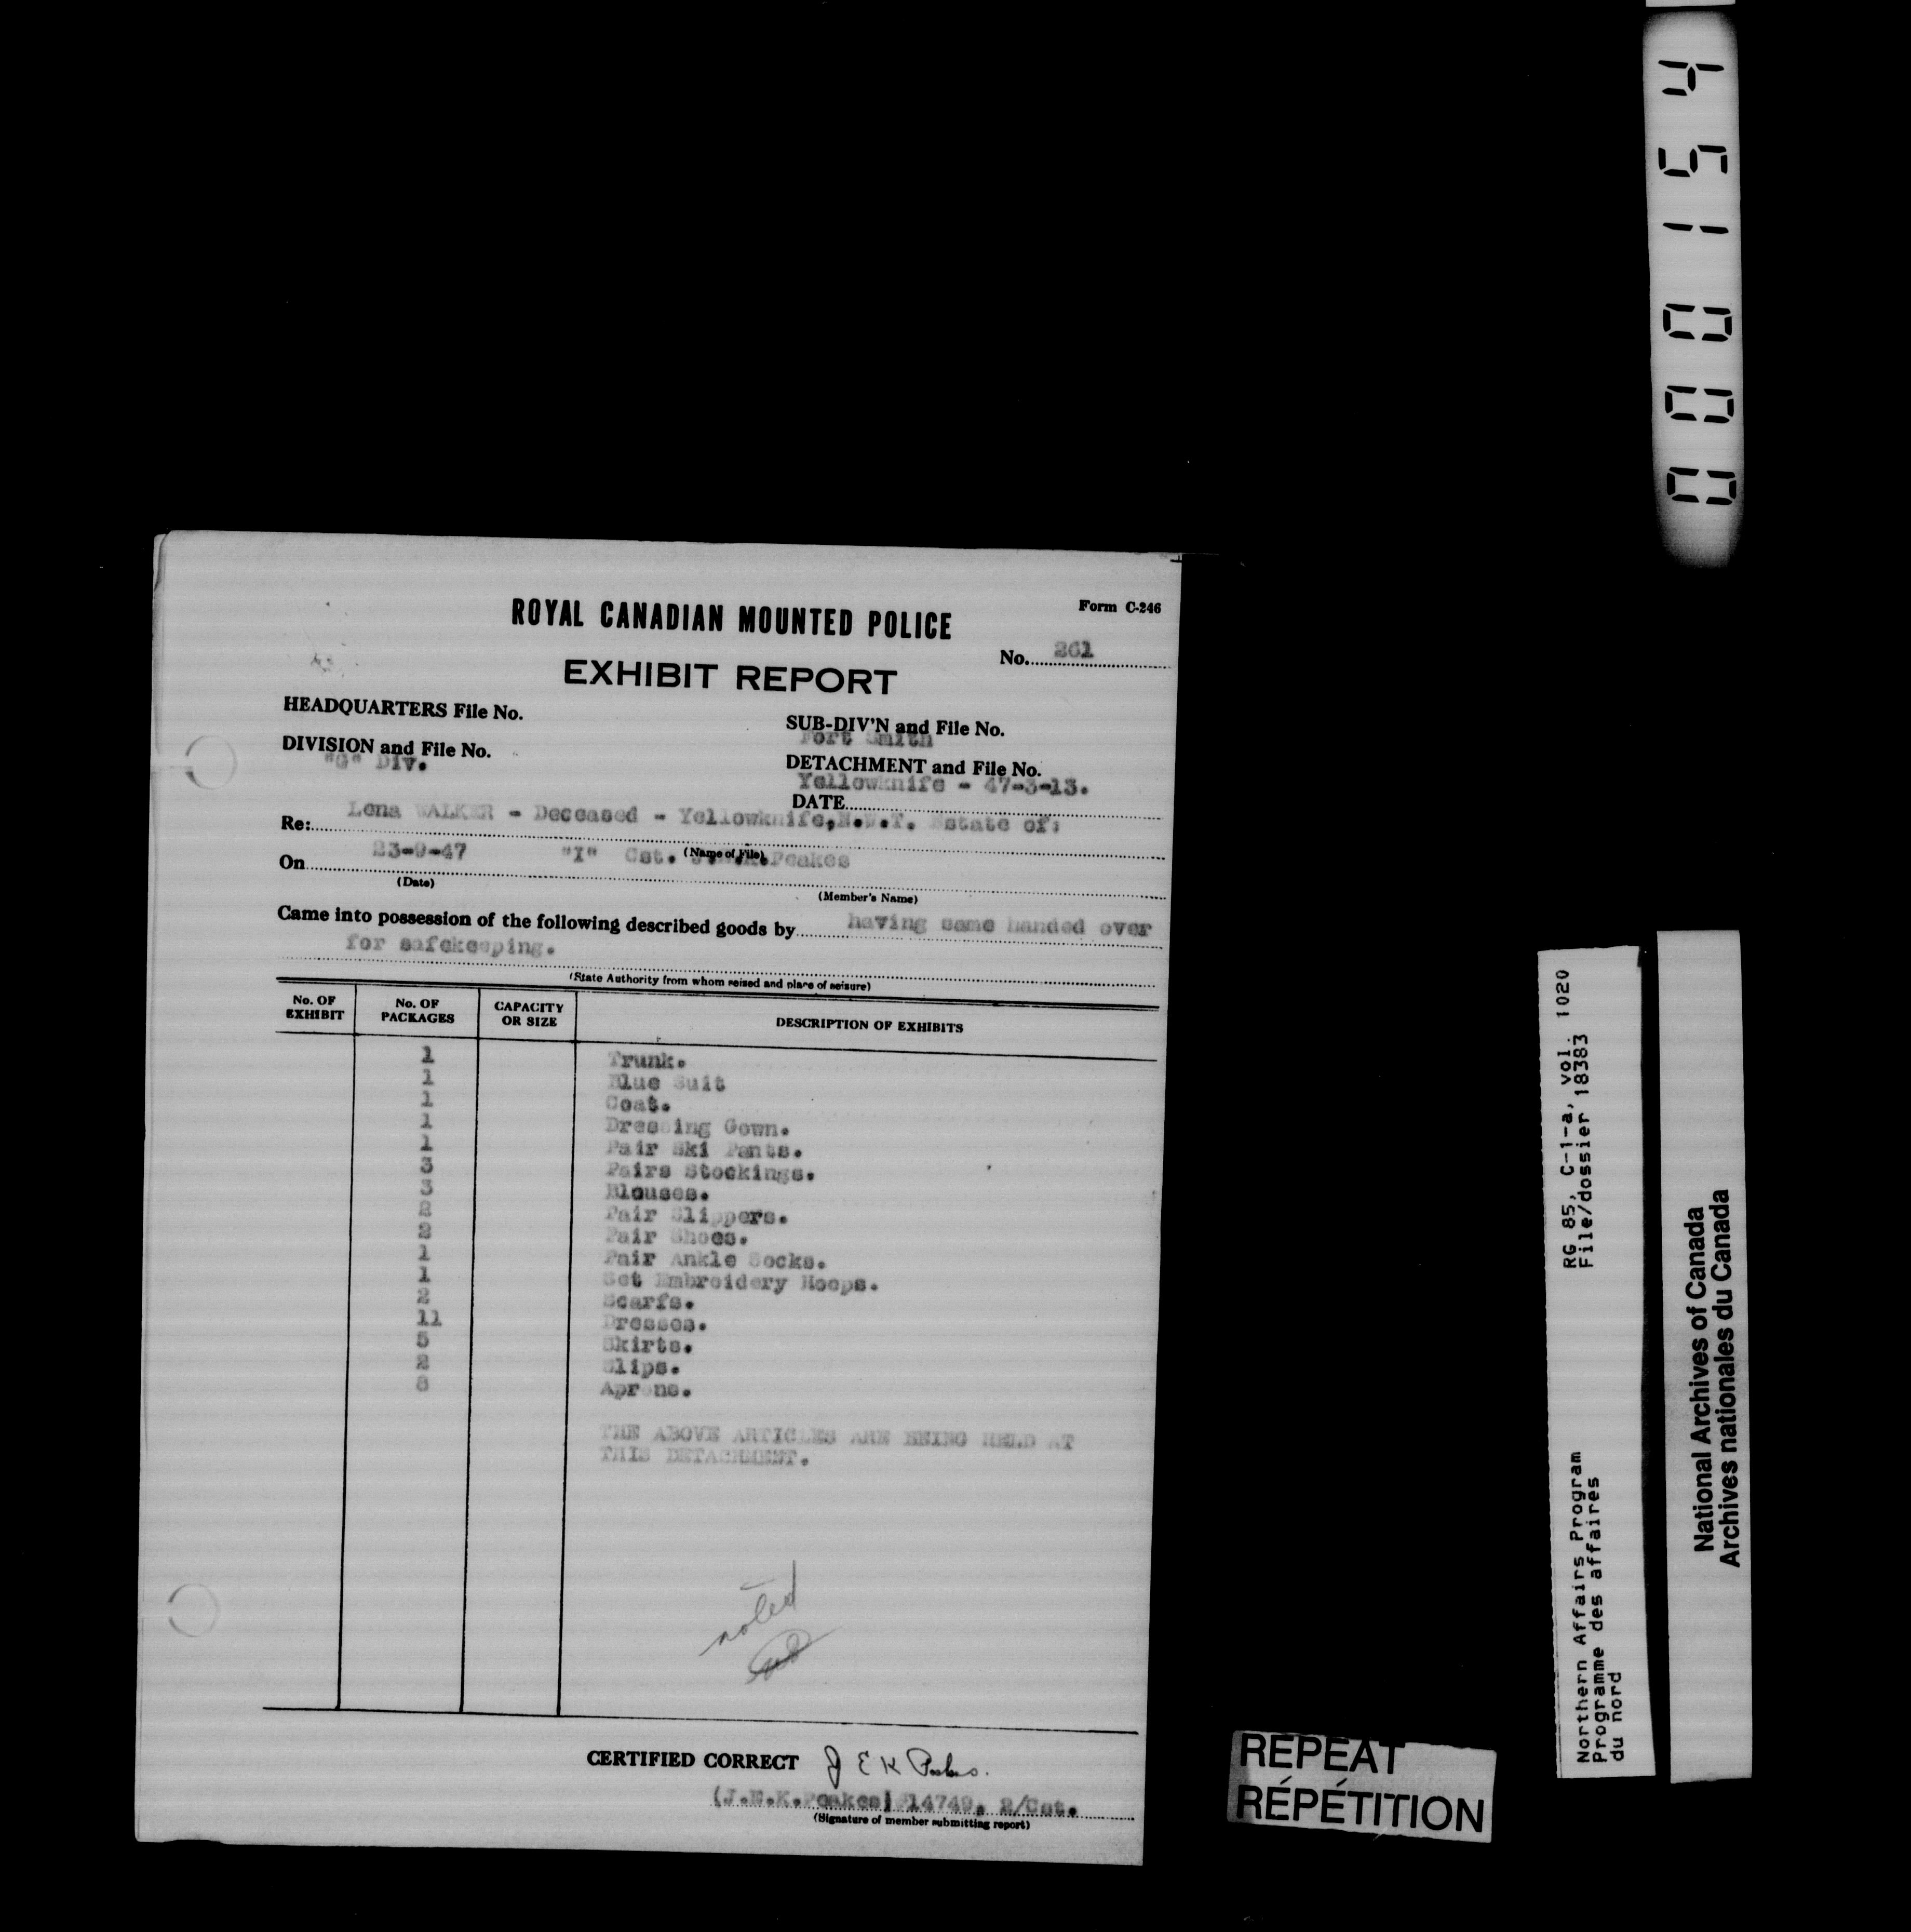 ROYAL CANADIAN MOUNTED POLICE
Form C-246
No. 261
EXHIBIT REPORT
HEADQUARTERS File No.
SUB-DIV'N and File No.
Fort Smith
DIVISION and File No.
"G" Div.
DETACHMENT and File No.
Yellowknife - 47-3-13.
DATE
Re: Lena WALKER - Deceased - Yellowknife,N.W.T. Estate of:
(Name of File)
On 23-9-47 "I" Cst. J.E.K.Peakes
(Date)
(Member's Name)
Came into possession of the following described goods by having same handed over
for safekeeping.
(State Authority from whom seized and place of seizure)
No. OF EXHIBIT No. OF PACKAGES CAPACITY OR SIZE DESCRIPTION OF EXHIBITS
1 Trunk.
1 Blue Suit
1 Coat.
1 Dressing Gown.
1 Pair Ski Pants.
3 Pairs Stockings.
3 Blouses.
2 Pair Slippers.
2 Pair Shoes.
1 Pair Ankle Socks.
1 Set Embroidery Hoops.
2 Scarfs.
11 Dresses.
5 Skirts.
2 Slips.
8 Aprons.
THE ABOVE ARTICLES ARE BEING HELD AT
THIS DETACHMENT.
noted
CERTIFIED CORRECT J E K Peakes.
(J.E.K.Peakes) 14749, 2/Cst.
(Signature of member submitting report)
REPEAT
RÉPÉTITION
000154
RG 85, C-1-a, vol. 1020
File/dossier 18383
Northern Affairs Program
Programme des affaires
du nord
National Archives of Canada
Archives nationales du Canada